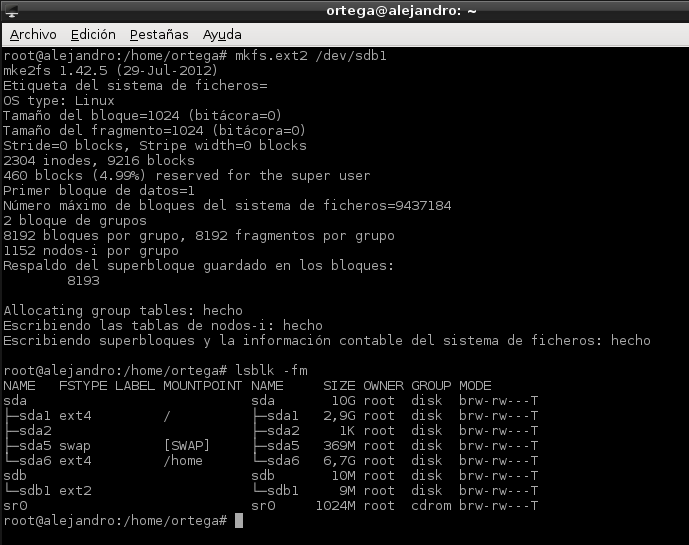 ortega@alejandro: ~
Archivo Edición Pestañas Ayuda
root@alejandro:/home/ortega# mkfs.ext2 /dev/sdb1
mke2fs 1.42.5 (29-Jul-2012)
Etiqueta del sistema de ficheros=
OS type: Linux
Tamaño del bloque=1024 (bitácora=0)
Tamaño del fragmento=1024 (bitácora=0)
Stride=0 blocks, Stripe width=0 blocks
2304 inodes, 9216 blocks
460 blocks (4.99%) reserved for the super user
Primer bloque de datos=1
Número máximo de bloques del sistema de ficheros=9437184
2 bloque de grupos
8192 bloques por grupo, 8192 fragmentos por grupo
1152 nodos-i por grupo
Respaldo del superbloque guardado en los bloques:
        8193

Allocating group tables: hecho
Escribiendo las tablas de nodos-i: hecho
Escribiendo superbloques y la información contable del sistema de ficheros: hecho

root@alejandro:/home/ortega# lsblk -fm
NAME   FSTYPE LABEL MOUNTPOINT NAME     SIZE OWNER GROUP MODE
sda                            sda       10G root  disk  brw-rw---T
├─sda1 ext4         /          ├─sda1   2,9G root  disk  brw-rw---T
├─sda2                         ├─sda2     1K root  disk  brw-rw---T
├─sda5 swap         [SWAP]     ├─sda5   369M root  disk  brw-rw---T
└─sda6 ext4         /home      └─sda6   6,7G root  disk  brw-rw---T
sdb                            sdb       10M root  disk  brw-rw---T
└─sdb1 ext2                    └─sdb1     9M root  disk  brw-rw---T
sr0                            sr0     1024M root  cdrom brw-rw---T
root@alejandro:/home/ortega#